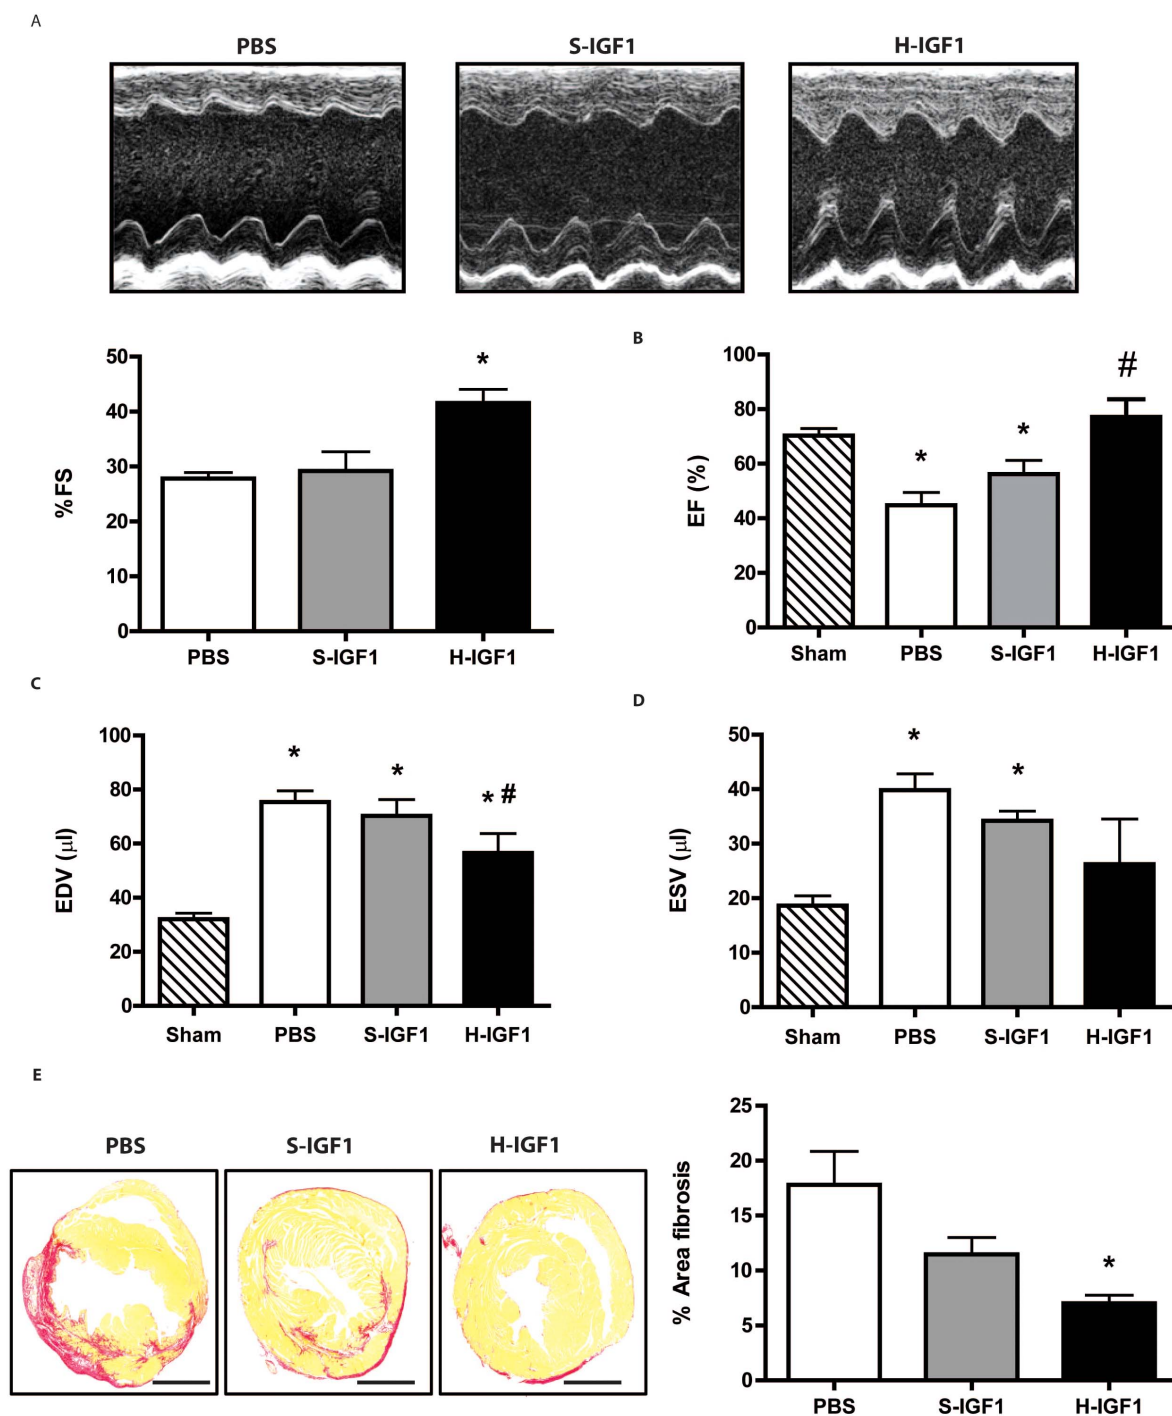 A
PBS S-IGF1 H-IGF1
%FS
50
40
30
20
10
0
*
PBS S-IGF1 H-IGF1
B
EF (%)
100
80
60
40
20
0
* * #
Sham PBS S-IGF1 H-IGF1
C
EDV (µl)
100
80
60
40
20
0
* * * #
Sham PBS S-IGF1 H-IGF1
D
ESV (µl)
50
40
30
20
10
0
* *
Sham PBS S-IGF1 H-IGF1
E
PBS S-IGF1 H-IGF1
% Area fibrosis
25
20
15
10
5
0
*
PBS S-IGF1 H-IGF1